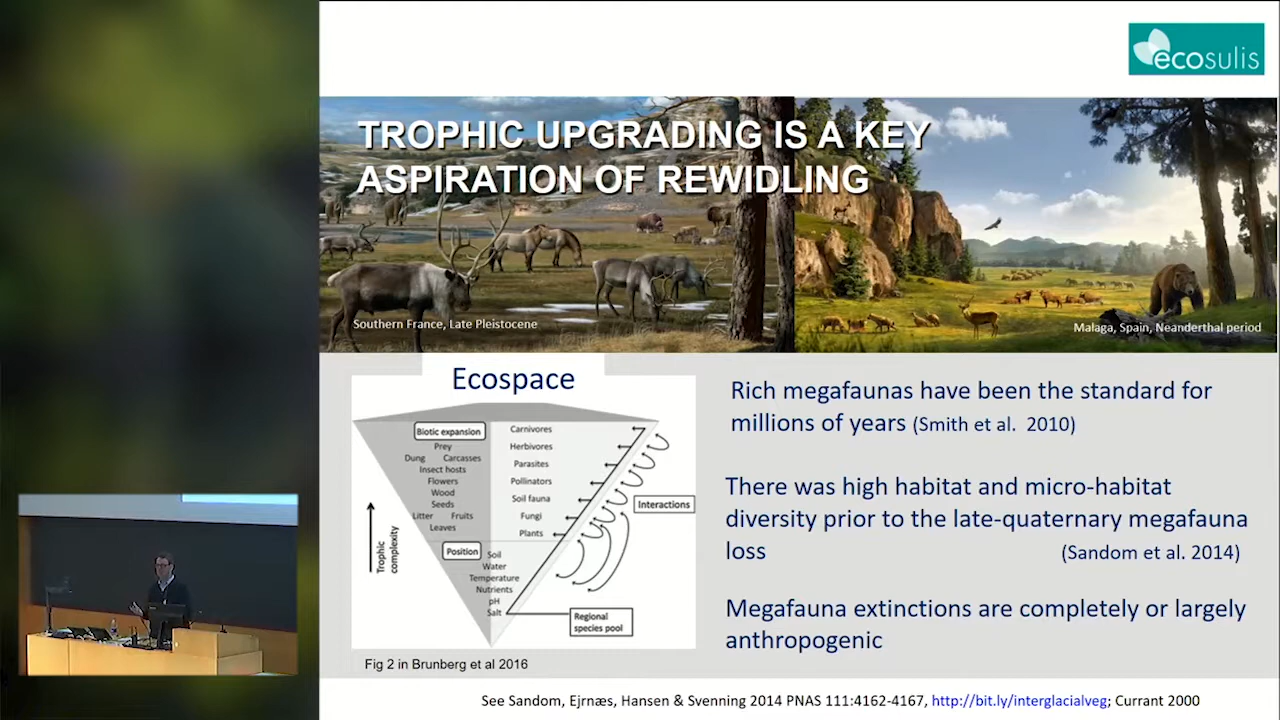 ecosulis
TROPHIC UPGRADING IS A KEY
ASPIRATION OF REWIDLING
Southern France, Late Pleistocene
Malaga, Spain, Neanderthal period
Ecospace
Biotic expansion
Prey
Dung Carcasses
Insect hosts
Flowers
Wood
Seeds
Litter Fruits
Leaves
Carnivores
Herbivores
Parasites
Pollinators
Soil fauna
Fungi
Plants
Interactions
Trophic
complexity
Position
Soil
Water
Temperature
Nutrients
pH
Salt
Regional
species pool
Fig 2 in Brunberg et al 2016
Rich megafaunas have been the standard for
millions of years (Smith et al. 2010)
There was high habitat and micro-habitat
diversity prior to the late-quaternary megafauna
loss (Sandom et al. 2014)
Megafauna extinctions are completely or largely
anthropogenic
See Sandom, Ejrnæs, Hansen & Svenning 2014 PNAS 111:4162-4167, http://bit.ly/interglacialveg; Currant 2000